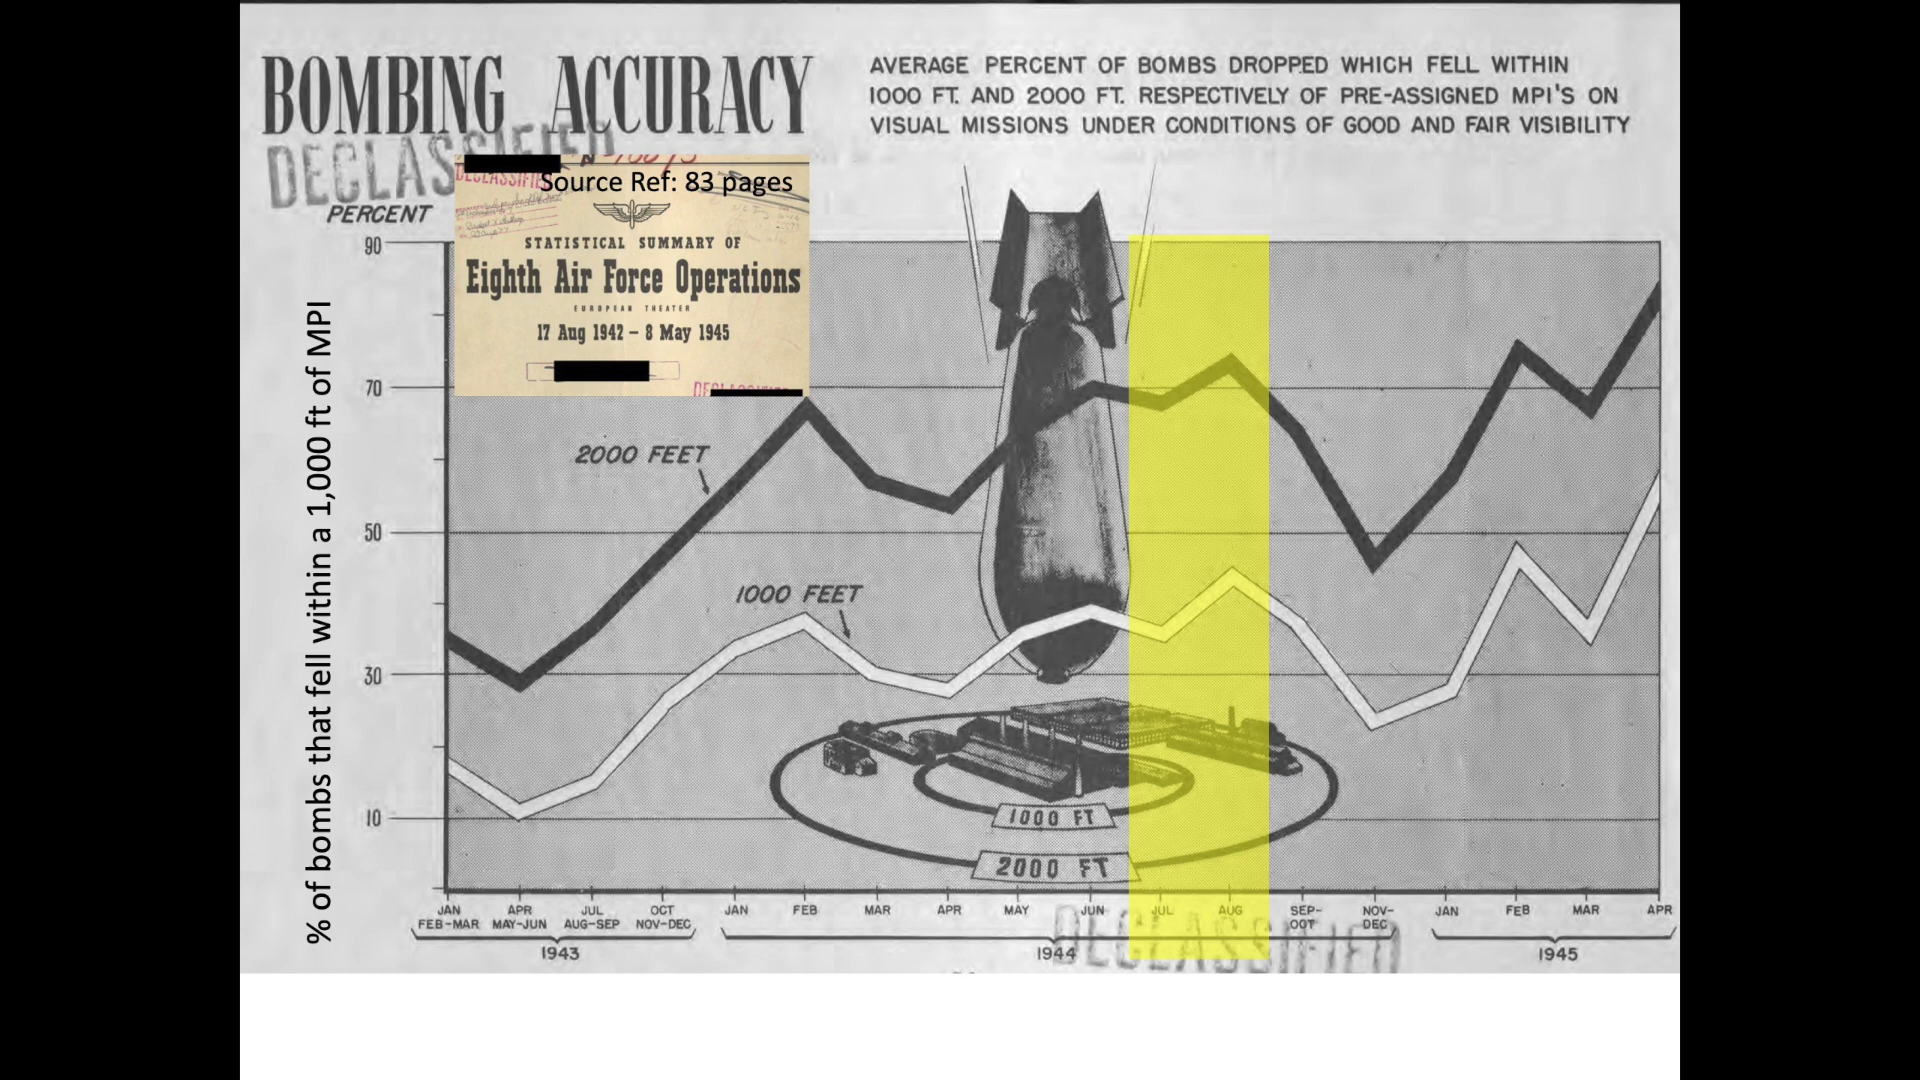 BOMBING ACCURACY
AVERAGE PERCENT OF BOMBS DROPPED WHICH FELL WITHIN
1000 FT. AND 2000 FT. RESPECTIVELY OF PRE-ASSIGNED MPI'S ON
VISUAL MISSIONS UNDER CONDITIONS OF GOOD AND FAIR VISIBILITY
DECLASSIFIED
DECLASSIFIED
Source Ref: 83 pages
STATISTICAL SUMMARY OF
Eighth Air Force Operations
EUROPEAN THEATER
17 Aug 1942 – 8 May 1945
PERCENT
% of bombs that fell within a 1,000 ft of MPI
90
70
50
30
10
2000 FEET
1000 FEET
1000 FT
2000 FT
JAN APR JUL OCT JAN FEB MAR APR MAY JUN JUL AUG SEP- NOV- JAN FEB MAR APR
FEB-MAR MAY-JUN AUG-SEP NOV-DEC OCT DEC
1943 1944 1945
DECLASSIFIED